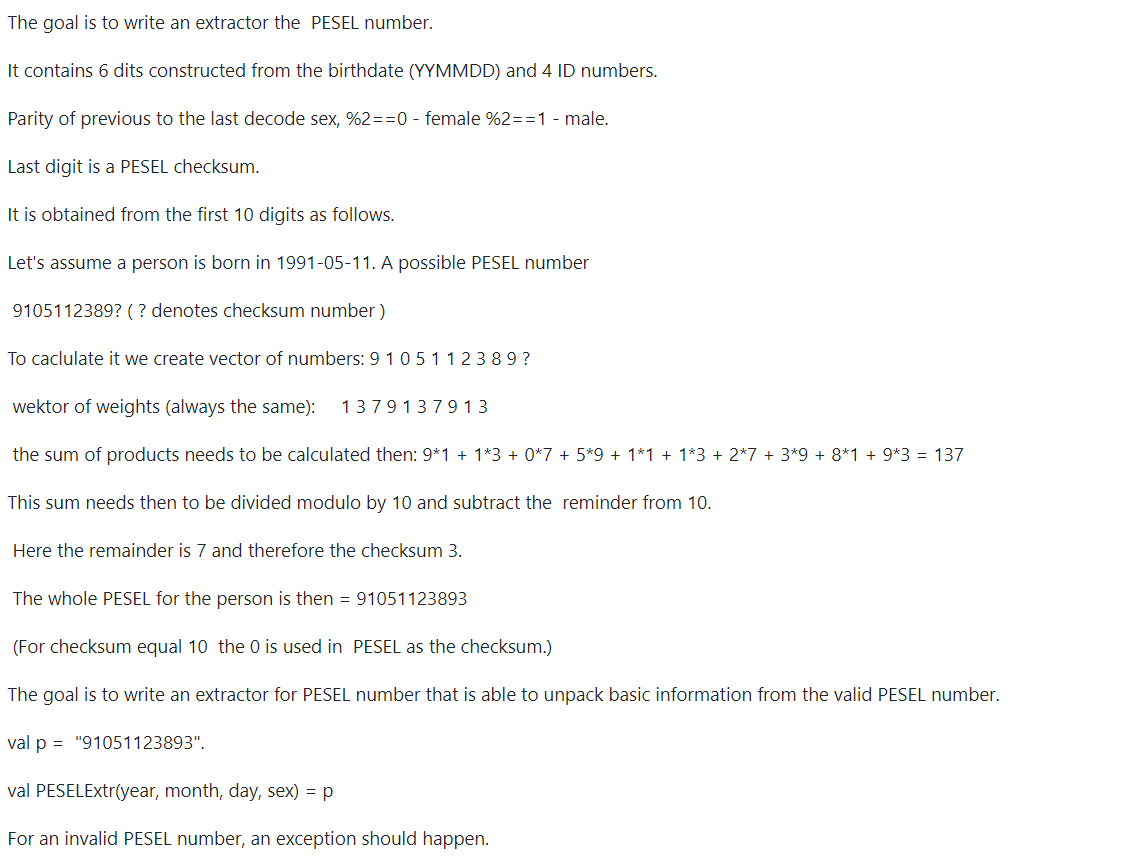 The goal is to write an extractor the  PESEL number.
It contains 6 dits constructed from the birthdate (YYMMDD) and 4 ID numbers.
Parity of previous to the last decode sex, %2==0 - female %2==1 - male.
Last digit is a PESEL checksum.
It is obtained from the first 10 digits as follows.
Let's assume a person is born in 1991-05-11. A possible PESEL number
9105112389? ( ? denotes checksum number )
To caclulate it we create vector of numbers: 9 1 0 5 1 1 2 3 8 9 ?
wektor of weights (always the same):     1 3 7 9 1 3 7 9 1 3
the sum of products needs to be calculated then: 9*1 + 1*3 + 0*7 + 5*9 + 1*1 + 1*3 + 2*7 + 3*9 + 8*1 + 9*3 = 137
This sum needs then to be divided modulo by 10 and subtract the  reminder from 10.
Here the remainder is 7 and therefore the checksum 3.
The whole PESEL for the person is then = 91051123893
(For checksum equal 10  the 0 is used in  PESEL as the checksum.)
The goal is to write an extractor for PESEL number that is able to unpack basic information from the valid PESEL number.
val p =  "91051123893".
val PESELExtr(year, month, day, sex) = p
For an invalid PESEL number, an exception should happen.